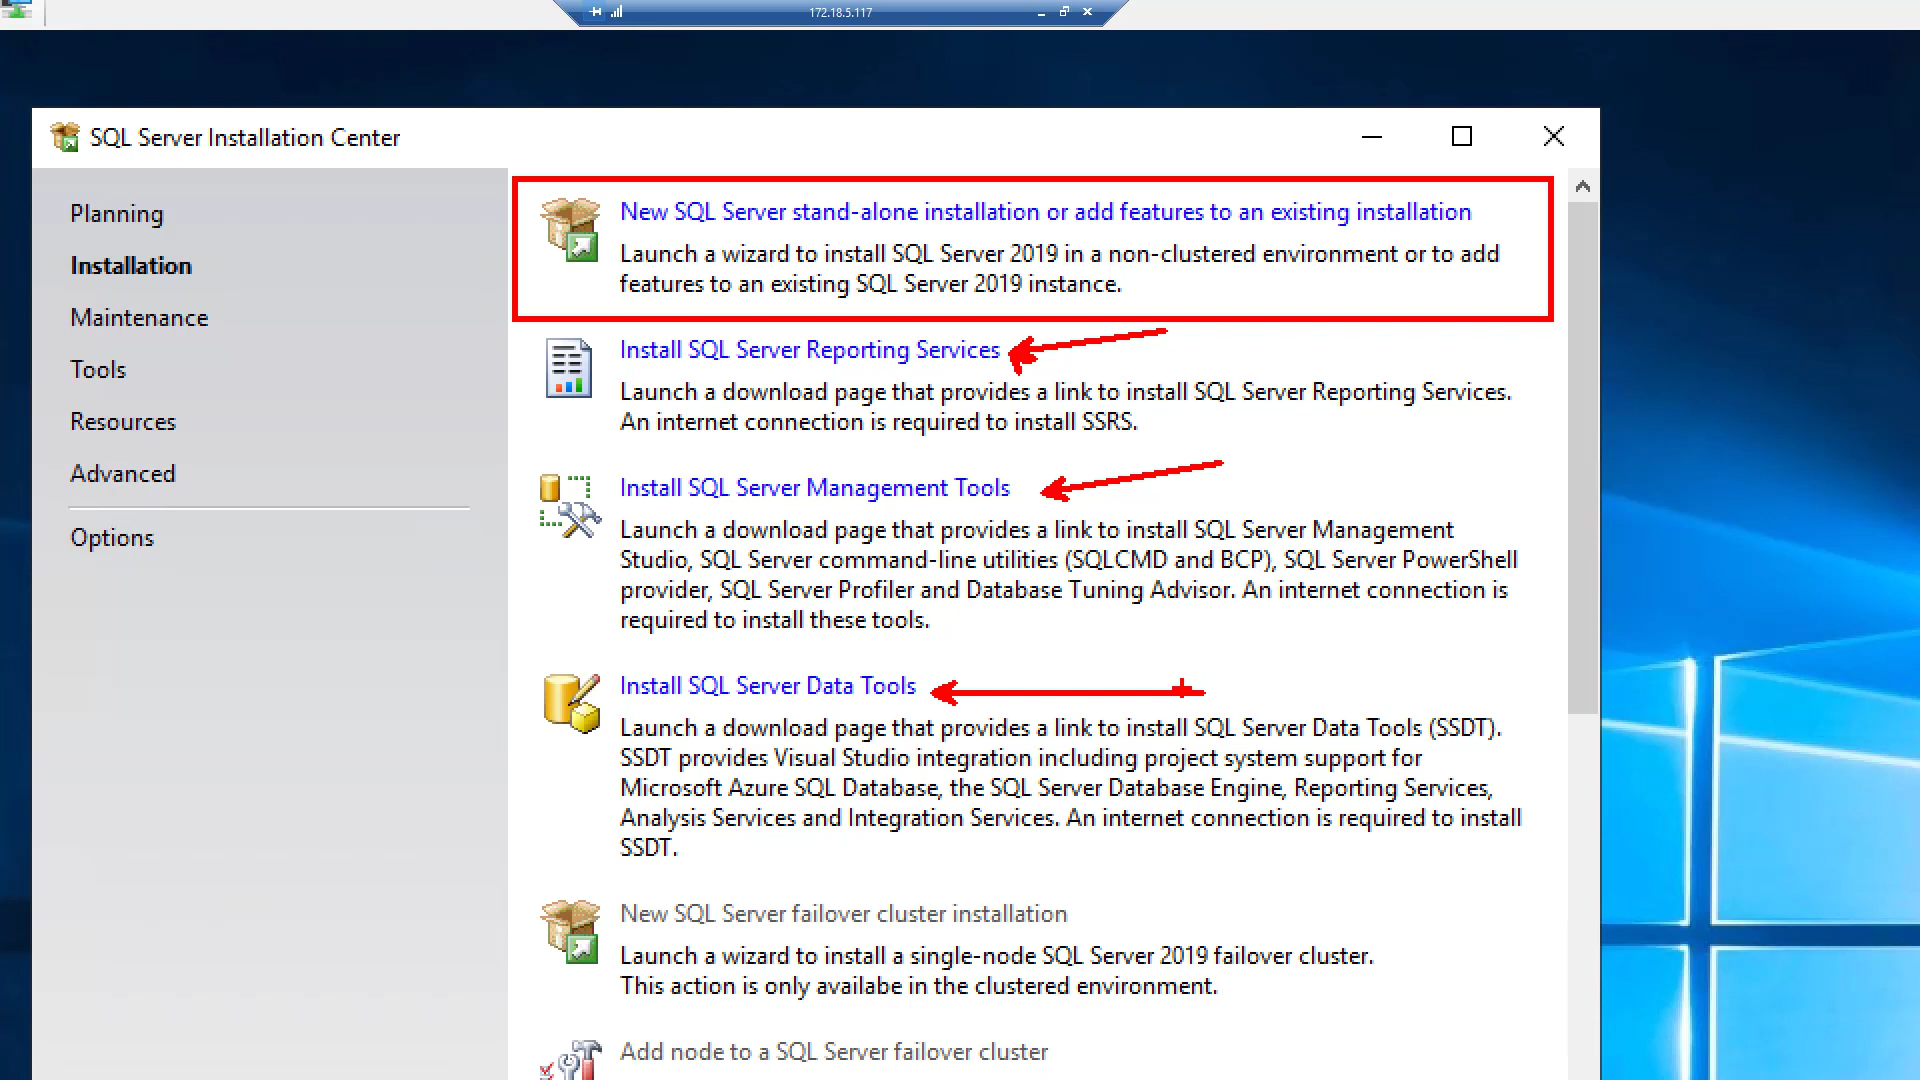 172.18.5.117
SQL Server Installation Center
Planning
Installation
Maintenance
Tools
Resources
Advanced
Options
New SQL Server stand-alone installation or add features to an existing installation
Launch a wizard to install SQL Server 2019 in a non-clustered environment or to add
features to an existing SQL Server 2019 instance.
Install SQL Server Reporting Services
Launch a download page that provides a link to install SQL Server Reporting Services.
An internet connection is required to install SSRS.
Install SQL Server Management Tools
Launch a download page that provides a link to install SQL Server Management
Studio, SQL Server command-line utilities (SQLCMD and BCP), SQL Server PowerShell
provider, SQL Server Profiler and Database Tuning Advisor. An internet connection is
required to install these tools.
Install SQL Server Data Tools
Launch a download page that provides a link to install SQL Server Data Tools (SSDT).
SSDT provides Visual Studio integration including project system support for
Microsoft Azure SQL Database, the SQL Server Database Engine, Reporting Services,
Analysis Services and Integration Services. An internet connection is required to install
SSDT.
New SQL Server failover cluster installation
Launch a wizard to install a single-node SQL Server 2019 failover cluster.
This action is only availabe in the clustered environment.
Add node to a SQL Server failover cluster